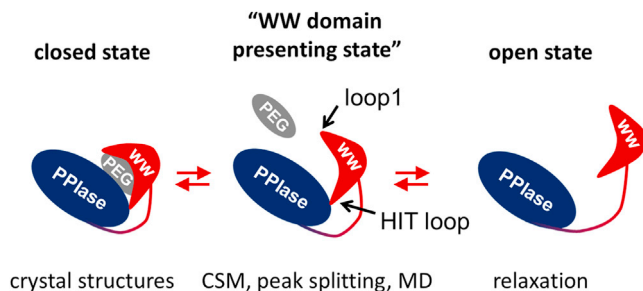 closed state
“WW domain
presenting state”
open state
PPIase
PEG
WW
PEG
loop1
PPIase
WW
HIT loop
PPIase
WW
crystal structures
CSM, peak splitting, MD
relaxation